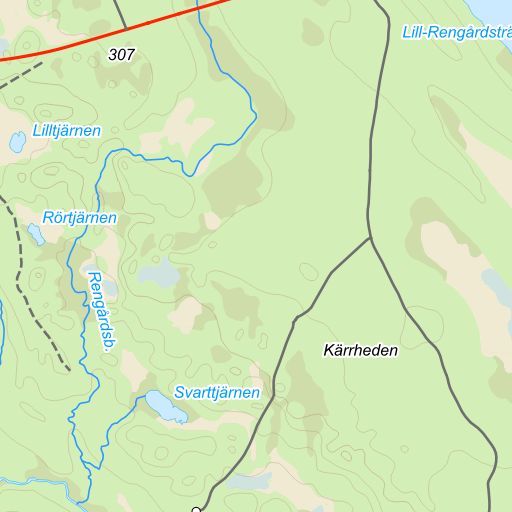 Lill-Rengårdsträ
307
Lilltjärnen
Rörtjärnen
Rengårdsb.
Kärrheden
Svarttjärnen